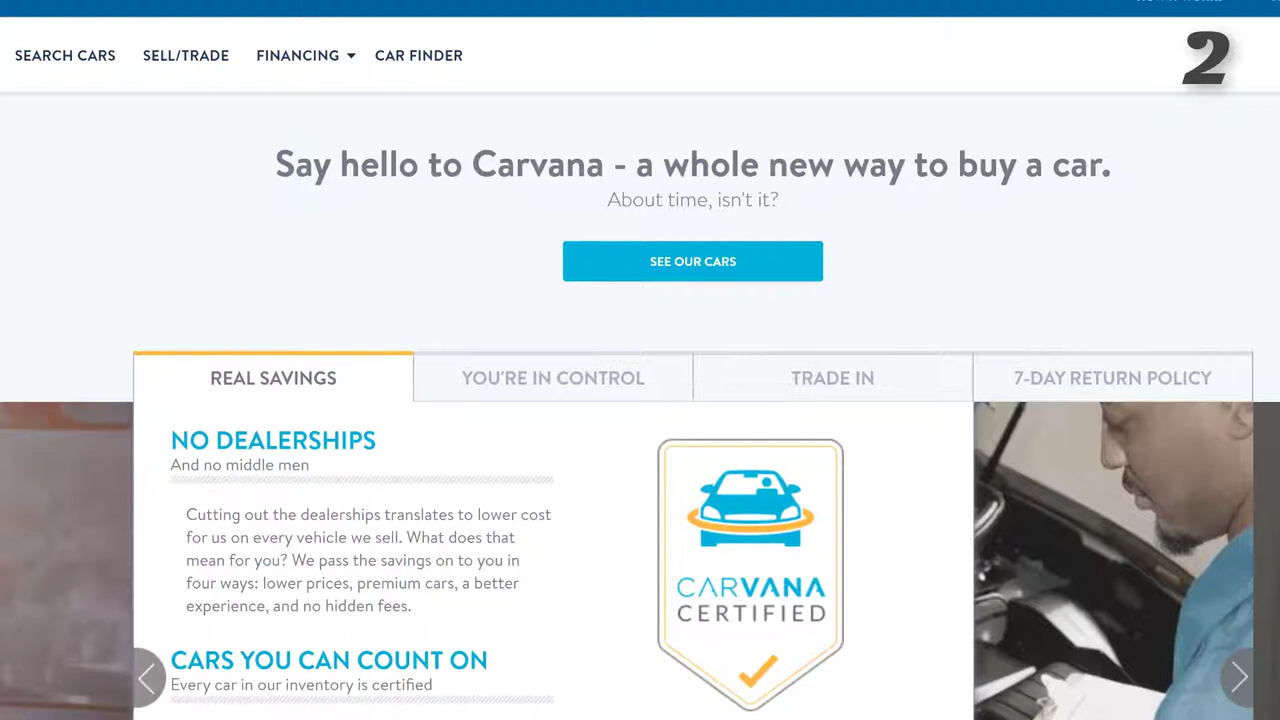 SEARCH CARS SELL/TRADE FINANCING CAR FINDER
2
Say hello to Carvana - a whole new way to buy a car.
About time, isn't it?
SEE OUR CARS
REAL SAVINGS YOU'RE IN CONTROL TRADE IN 7-DAY RETURN POLICY
NO DEALERSHIPS
And no middle men
Cutting out the dealerships translates to lower cost
for us on every vehicle we sell. What does that
mean for you? We pass the savings on to you in
four ways: lower prices, premium cars, a better
experience, and no hidden fees.
CARVANA
CERTIFIED
CARS YOU CAN COUNT ON
Every car in our inventory is certified